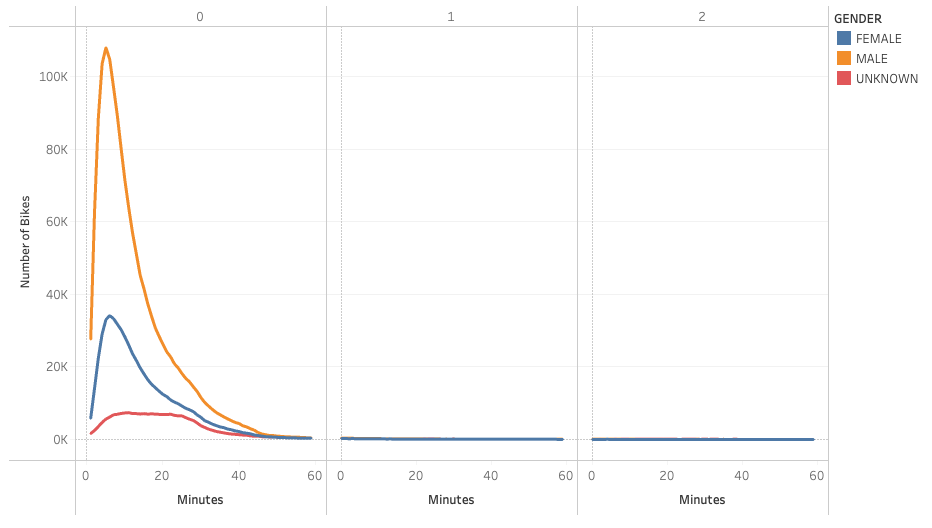 0 1 2
GENDER
FEMALE
MALE
UNKNOWN
100K
80K
60K
40K
20K
0K
Number of Bikes
0 20 40 60 0 20 40 60 0 20 40 60
Minutes Minutes Minutes